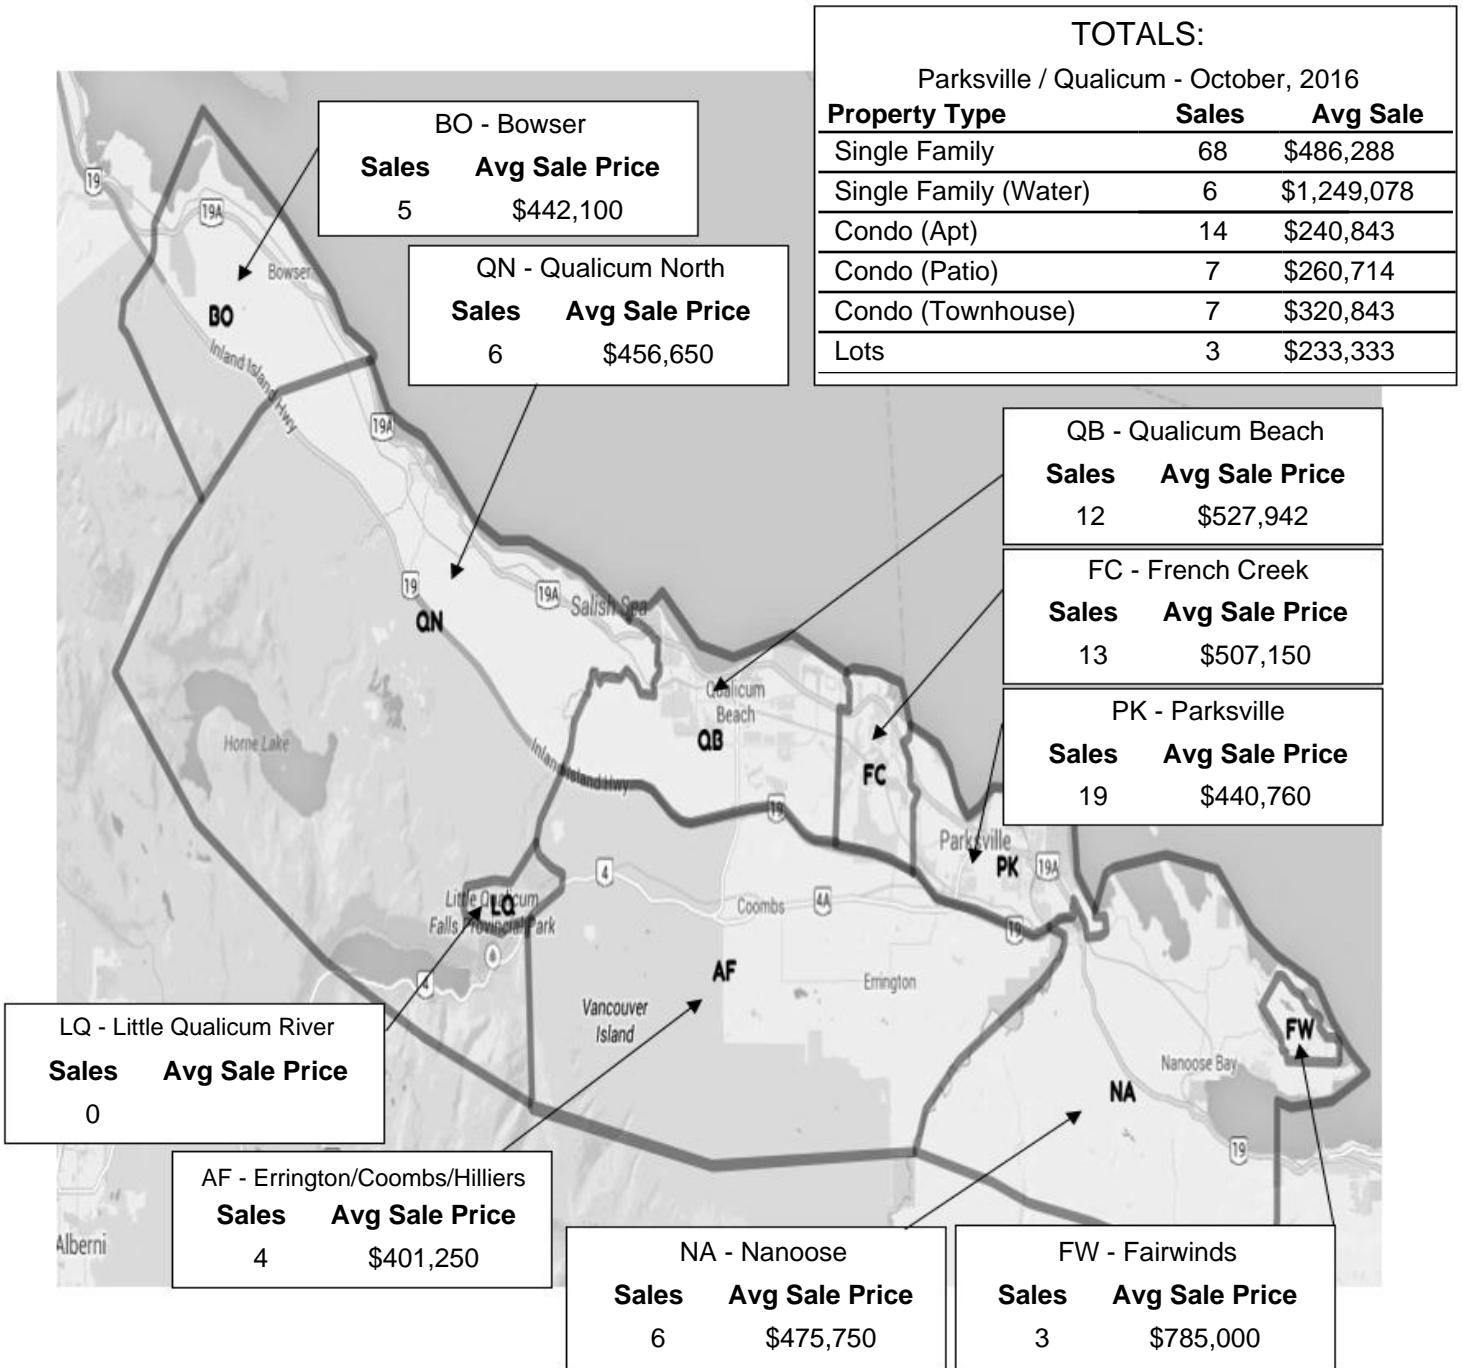 TOTALS:
Parksville / Qualicum - October, 2016
Property Type Sales Avg Sale
Single Family 68 $486,288
Single Family (Water) 6 $1,249,078
Condo (Apt) 14 $240,843
Condo (Patio) 7 $260,714
Condo (Townhouse) 7 $320,843
Lots 3 $233,333
BO - Bowser
Sales Avg Sale Price
5 $442,100
QN - Qualicum North
Sales Avg Sale Price
6 $456,650
QB - Qualicum Beach
Sales Avg Sale Price
12 $527,942
FC - French Creek
Sales Avg Sale Price
13 $507,150
PK - Parksville
Sales Avg Sale Price
19 $440,760
LQ - Little Qualicum River
Sales Avg Sale Price
0
AF - Errington/Coombs/Hilliers
Sales Avg Sale Price
4 $401,250
NA - Nanoose
Sales Avg Sale Price
6 $475,750
FW - Fairwinds
Sales Avg Sale Price
3 $785,000
19
19A
Bowser
BO
Inland Island Hwy
19A
19
19A
Salish Sea
QN
Qualicum
Beach
QB
Horne Lake
Inland Island Hwy
FC
19
Parksville
PK
19A
4
Little Qualicum
Falls Provincial Park
LQ
Coombs
4A
19
4
AF
Errington
Vancouver
Island
FW
Nanoose Bay
NA
19
Alberni